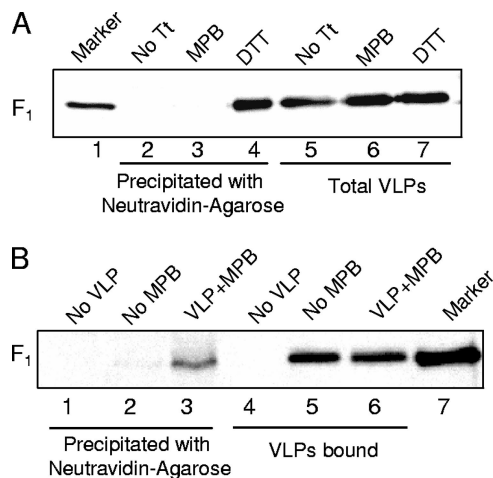 A
Marker No Tt MPB DTT No Tt MPB DTT
F1
1 2 3 4 5 6 7
Precipitated with Neutravidin-Agarose
Total VLPs
B
No VLP No MPB VLP+MPB No VLP No MPB VLP+MPB Marker
F1
1 2 3 4 5 6 7
Precipitated with Neutravidin-Agarose
VLPs bound